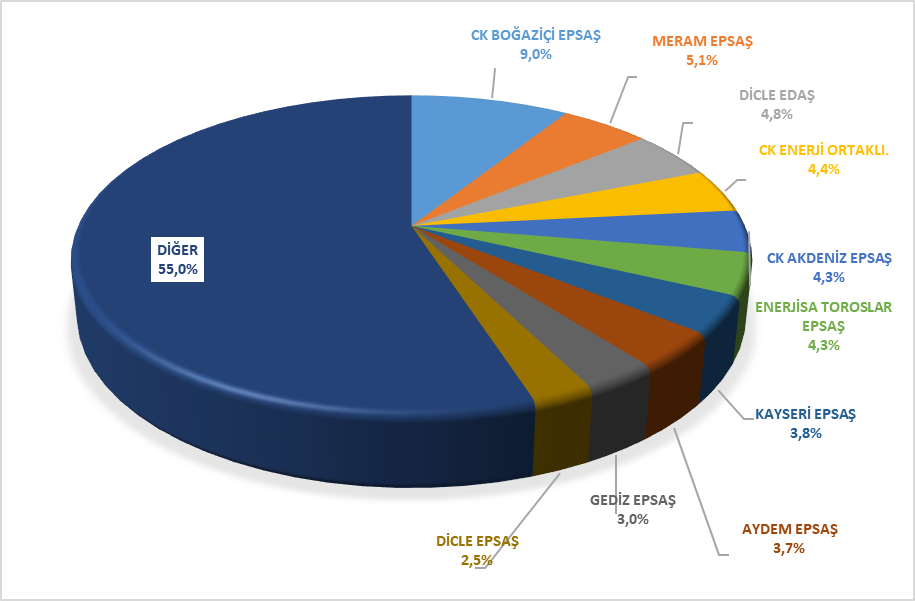 CK BOĞAZİÇİ EPSAŞ
9,0%
MERAM EPSAŞ
5,1%
DİCLE EDAŞ
4,8%
CK ENERJİ ORTAKLI.
4,4%
CK AKDENİZ EPSAŞ
4,3%
ENERJİSA TOROSLAR
EPSAŞ
4,3%
KAYSERİ EPSAŞ
3,8%
AYDEM EPSAŞ
3,7%
GEDİZ EPSAŞ
3,0%
DİCLE EPSAŞ
2,5%
DİĞER
55,0%